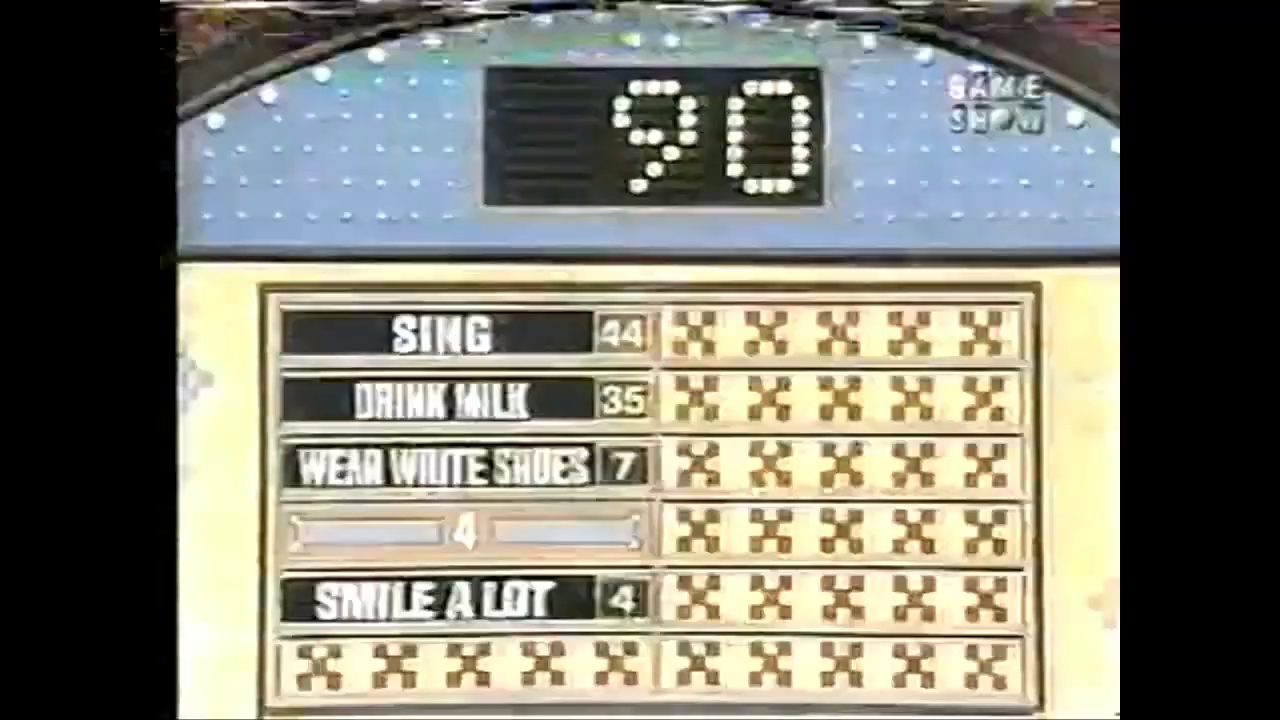 90
GAME
SHOW
SING 44
DRINK MILK 35
WEAR WHITE SHOES 7
4
SMILE A LOT 4